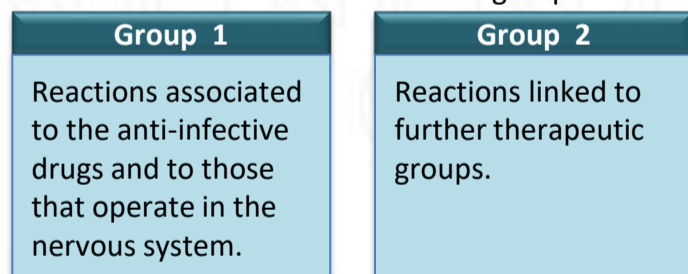 Group 1
Reactions associated
to the anti-infective
drugs and to those
that operate in the
nervous system.
Group 2
Reactions linked to
further therapeutic
groups.